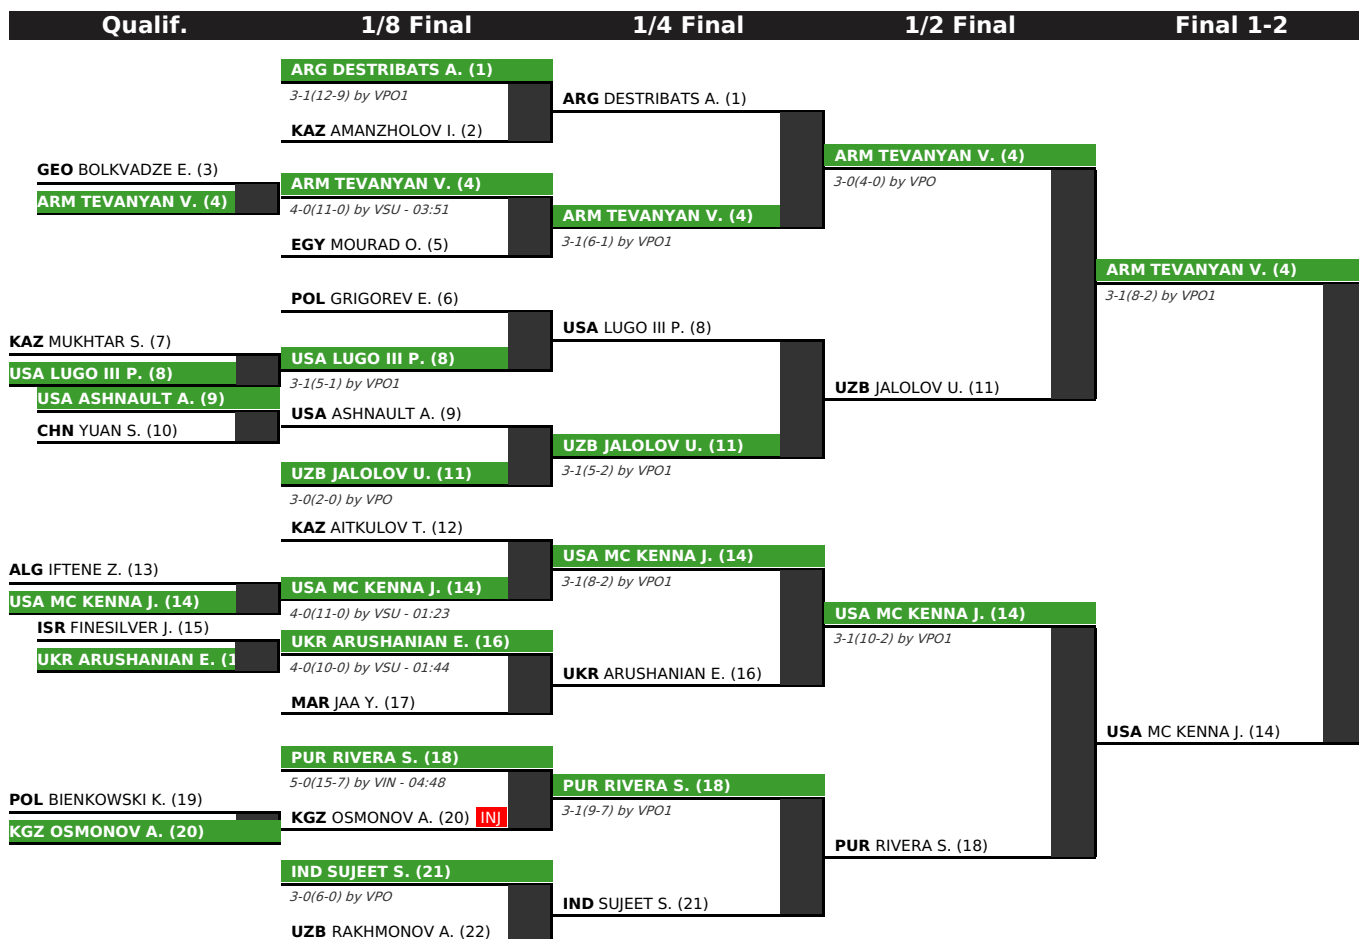 Qualif.
1/8 Final
1/4 Final
1/2 Final
Final 1-2
GEO BOLKVADZE E. (3)
ARM TEVANYAN V. (4)
KAZ MUKHTAR S. (7)
USA LUGO III P. (8)
USA ASHNAULT A. (9)
CHN YUAN S. (10)
ALG IFTENE Z. (13)
USA MC KENNA J. (14)
ISR FINESILVER J. (15)
UKR ARUSHANIAN E. (1
POL BIENKOWSKI K. (19)
KGZ OSMONOV A. (20)
ARG DESTRIBATS A. (1)
3-1(12-9) by VPO1
KAZ AMANZHOLOV I. (2)
ARM TEVANYAN V. (4)
4-0(11-0) by VSU - 03:51
EGY MOURAD O. (5)
POL GRIGOREV E. (6)
USA LUGO III P. (8)
3-1(5-1) by VPO1
USA ASHNAULT A. (9)
UZB JALOLOV U. (11)
3-0(2-0) by VPO
KAZ AITKULOV T. (12)
USA MC KENNA J. (14)
4-0(11-0) by VSU - 01:23
UKR ARUSHANIAN E. (16)
4-0(10-0) by VSU - 01:44
MAR JAA Y. (17)
PUR RIVERA S. (18)
5-0(15-7) by VIN - 04:48
KGZ OSMONOV A. (20) INJ
IND SUJEET S. (21)
3-0(6-0) by VPO
UZB RAKHMONOV A. (22)
ARG DESTRIBATS A. (1)
ARM TEVANYAN V. (4)
3-1(6-1) by VPO1
USA LUGO III P. (8)
UZB JALOLOV U. (11)
3-1(5-2) by VPO1
USA MC KENNA J. (14)
3-1(8-2) by VPO1
UKR ARUSHANIAN E. (16)
PUR RIVERA S. (18)
3-1(9-7) by VPO1
IND SUJEET S. (21)
ARM TEVANYAN V. (4)
3-0(4-0) by VPO
UZB JALOLOV U. (11)
USA MC KENNA J. (14)
3-1(10-2) by VPO1
PUR RIVERA S. (18)
ARM TEVANYAN V. (4)
3-1(8-2) by VPO1
USA MC KENNA J. (14)